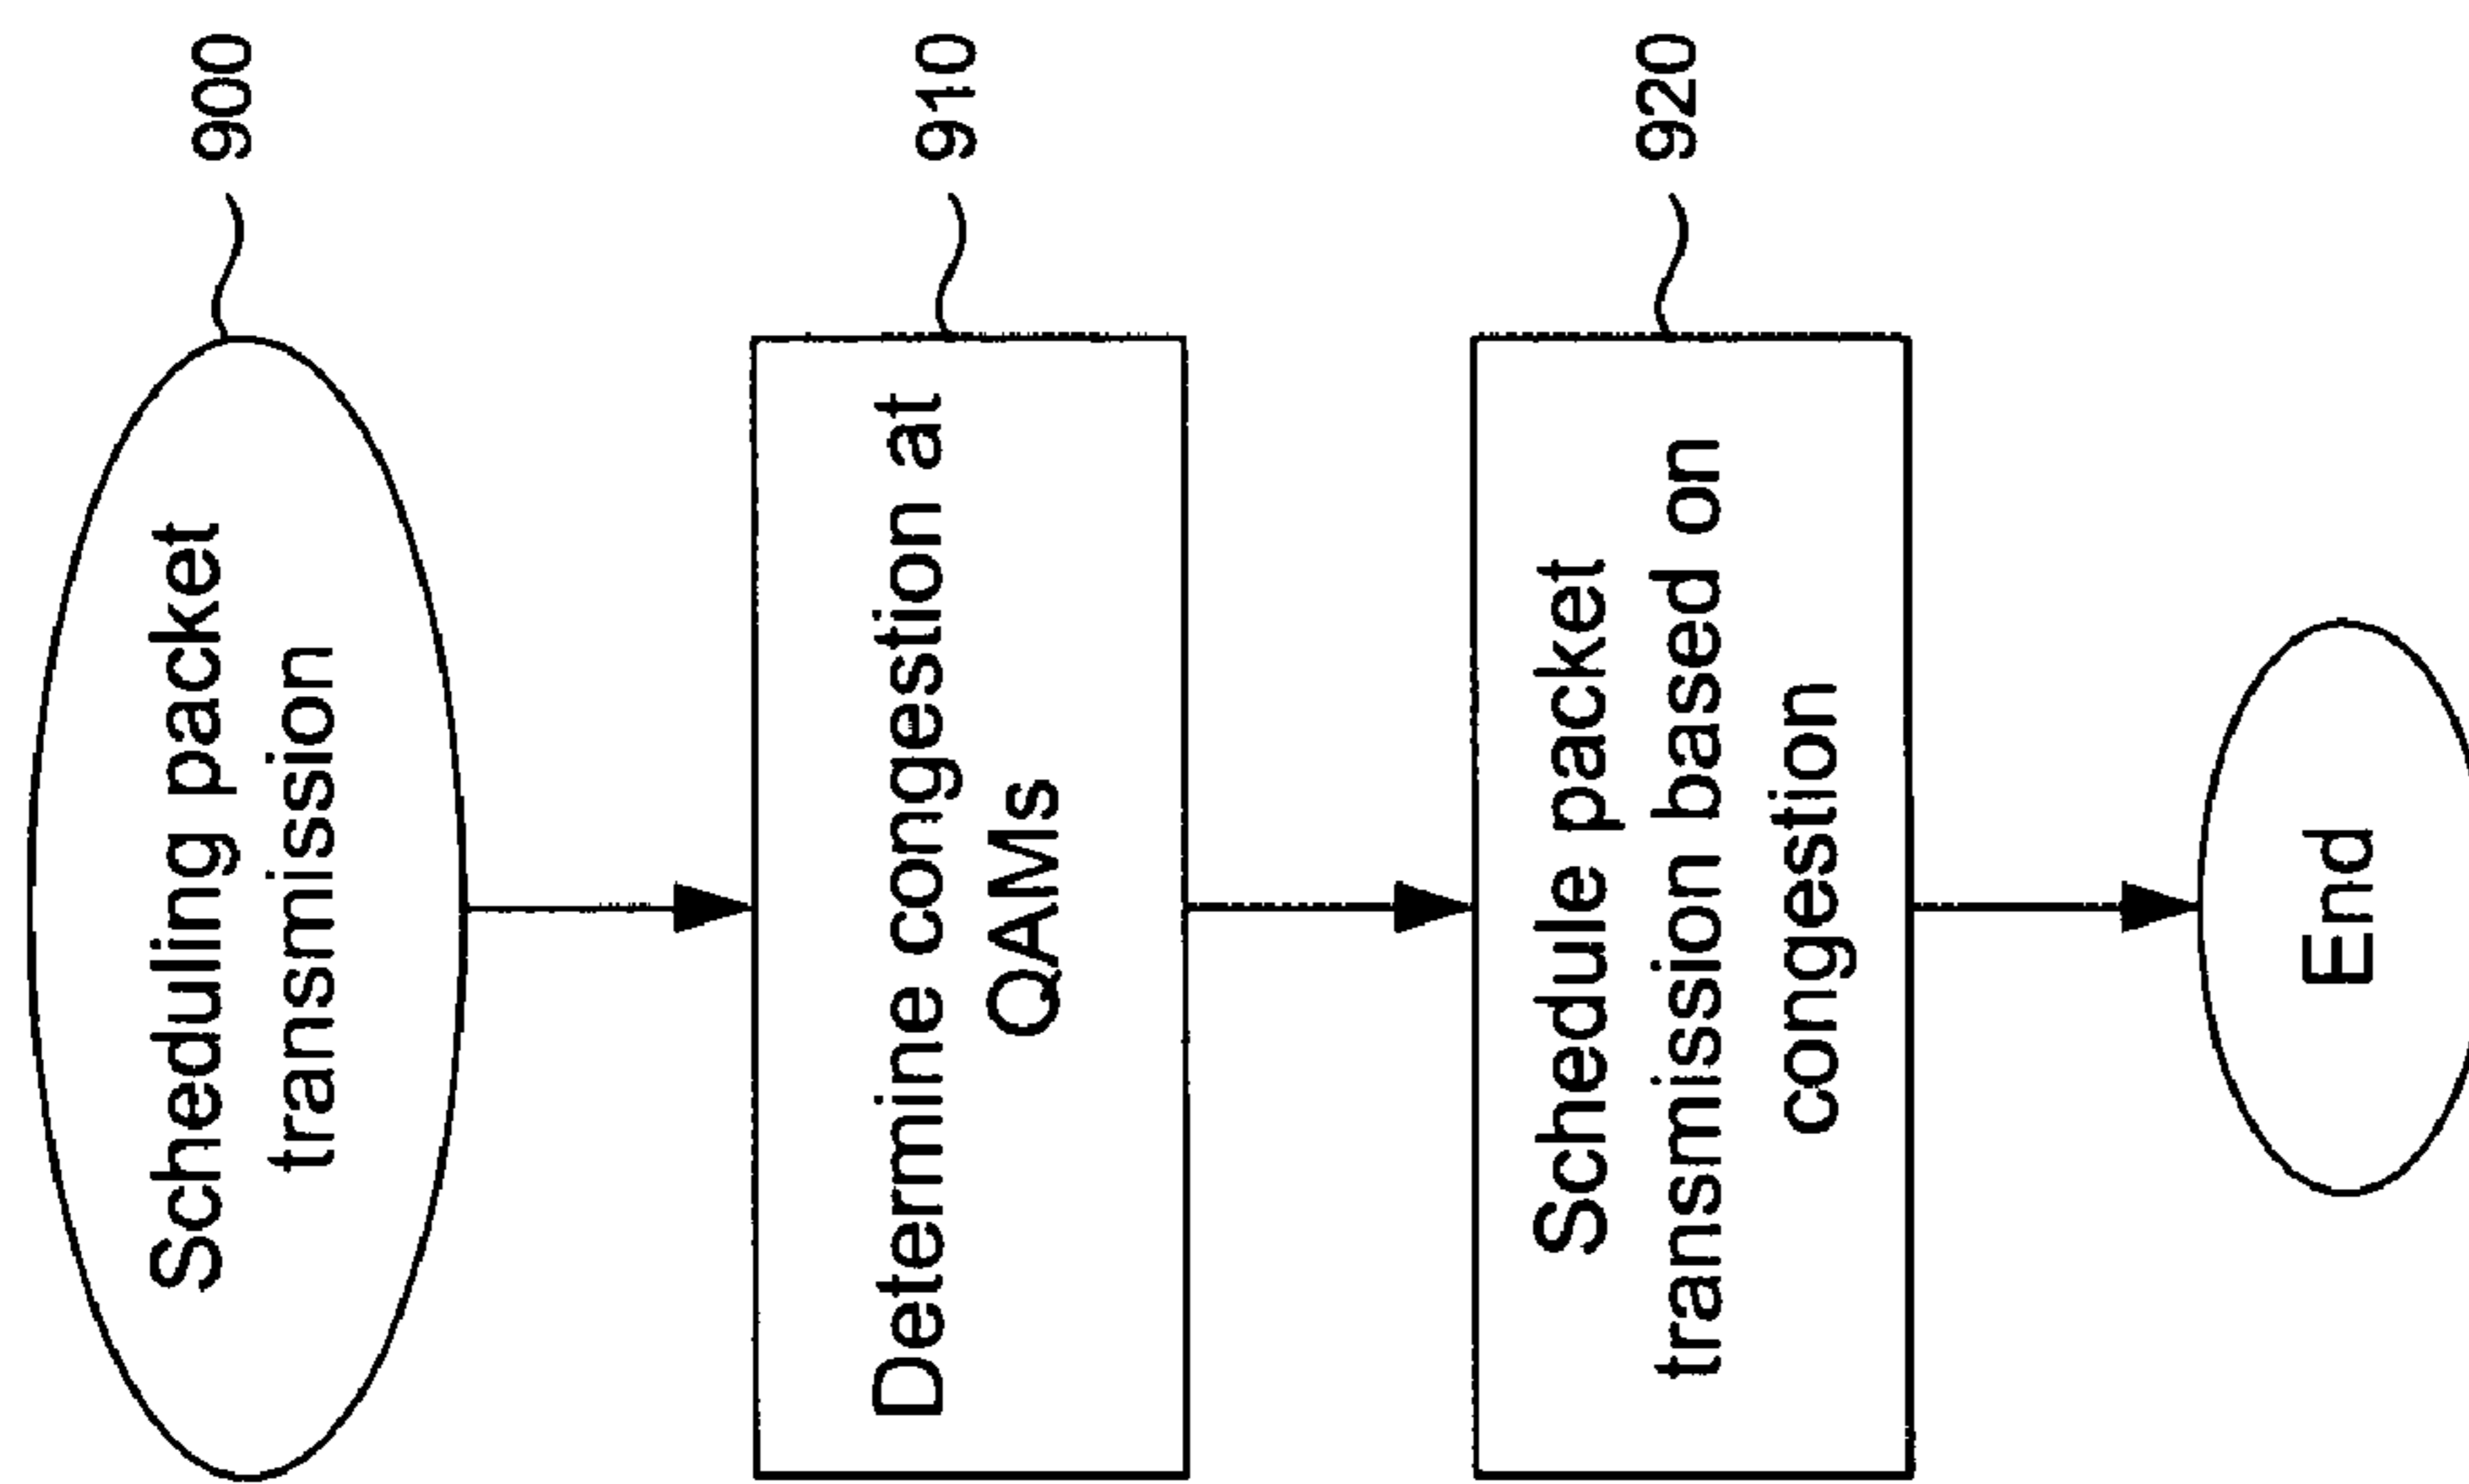 Scheduling packet
transmission
900
Determine congestion at
QAMs
910
Schedule packet
transmission based on
congestion
920
End